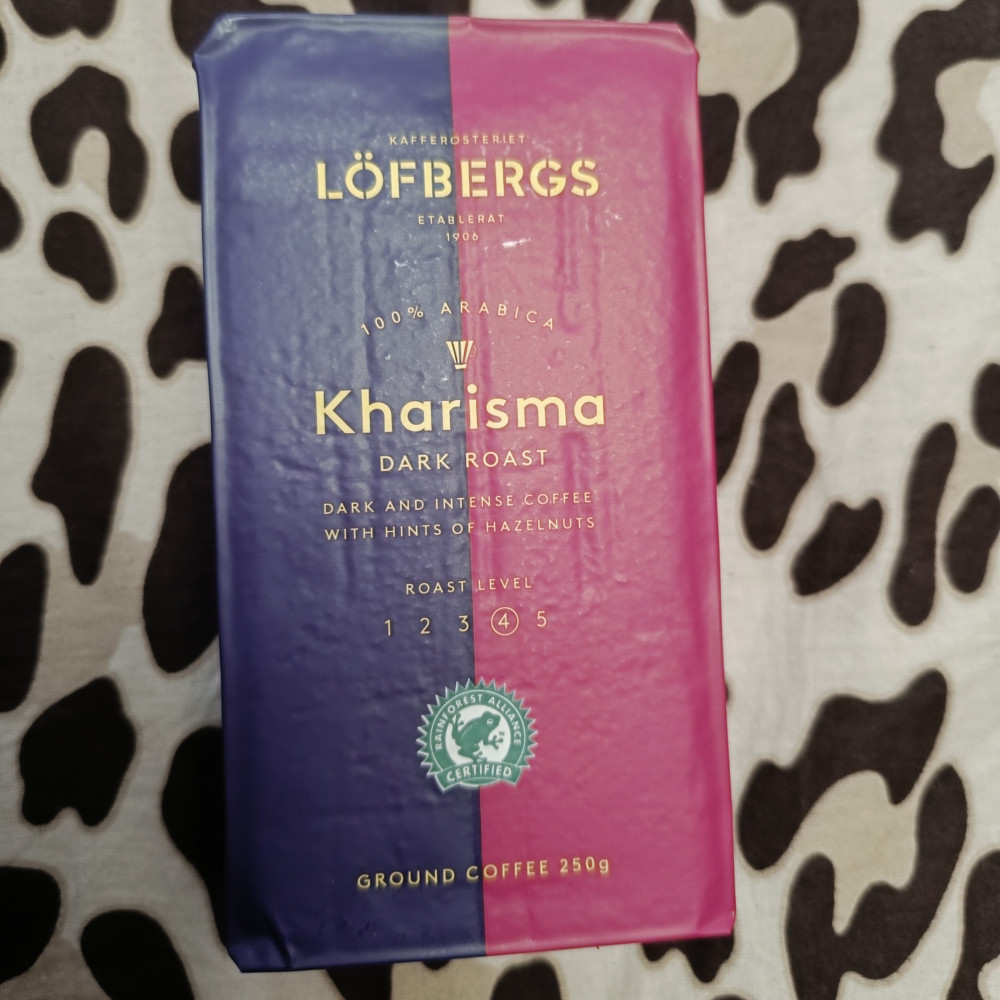 KAFFEROSTERIET
LÖFBERGS
ETABLERAT
1906
100% ARABICA
Kharisma
DARK ROAST
DARK AND INTENSE COFFEE
WITH HINTS OF HAZELNUTS
ROAST LEVEL
1 2 3 4 5
RAINFOREST ALLIANCE
CERTIFIED
GROUND COFFEE 250g